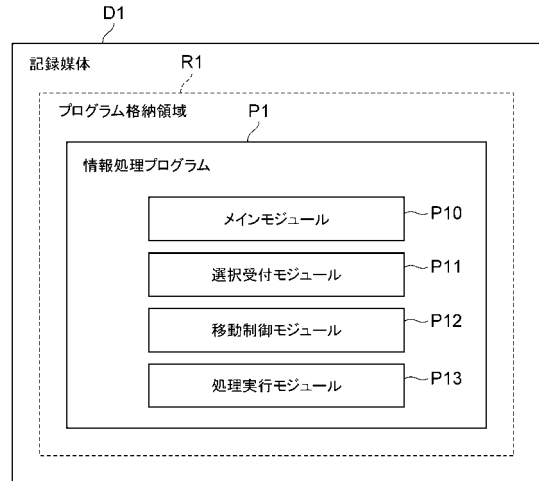 D1
記録媒体
R1
プログラム格納領域
P1
情報処理プログラム
メインモジュール
P10
選択受付モジュール
P11
移動制御モジュール
P12
処理実行モジュール
P13